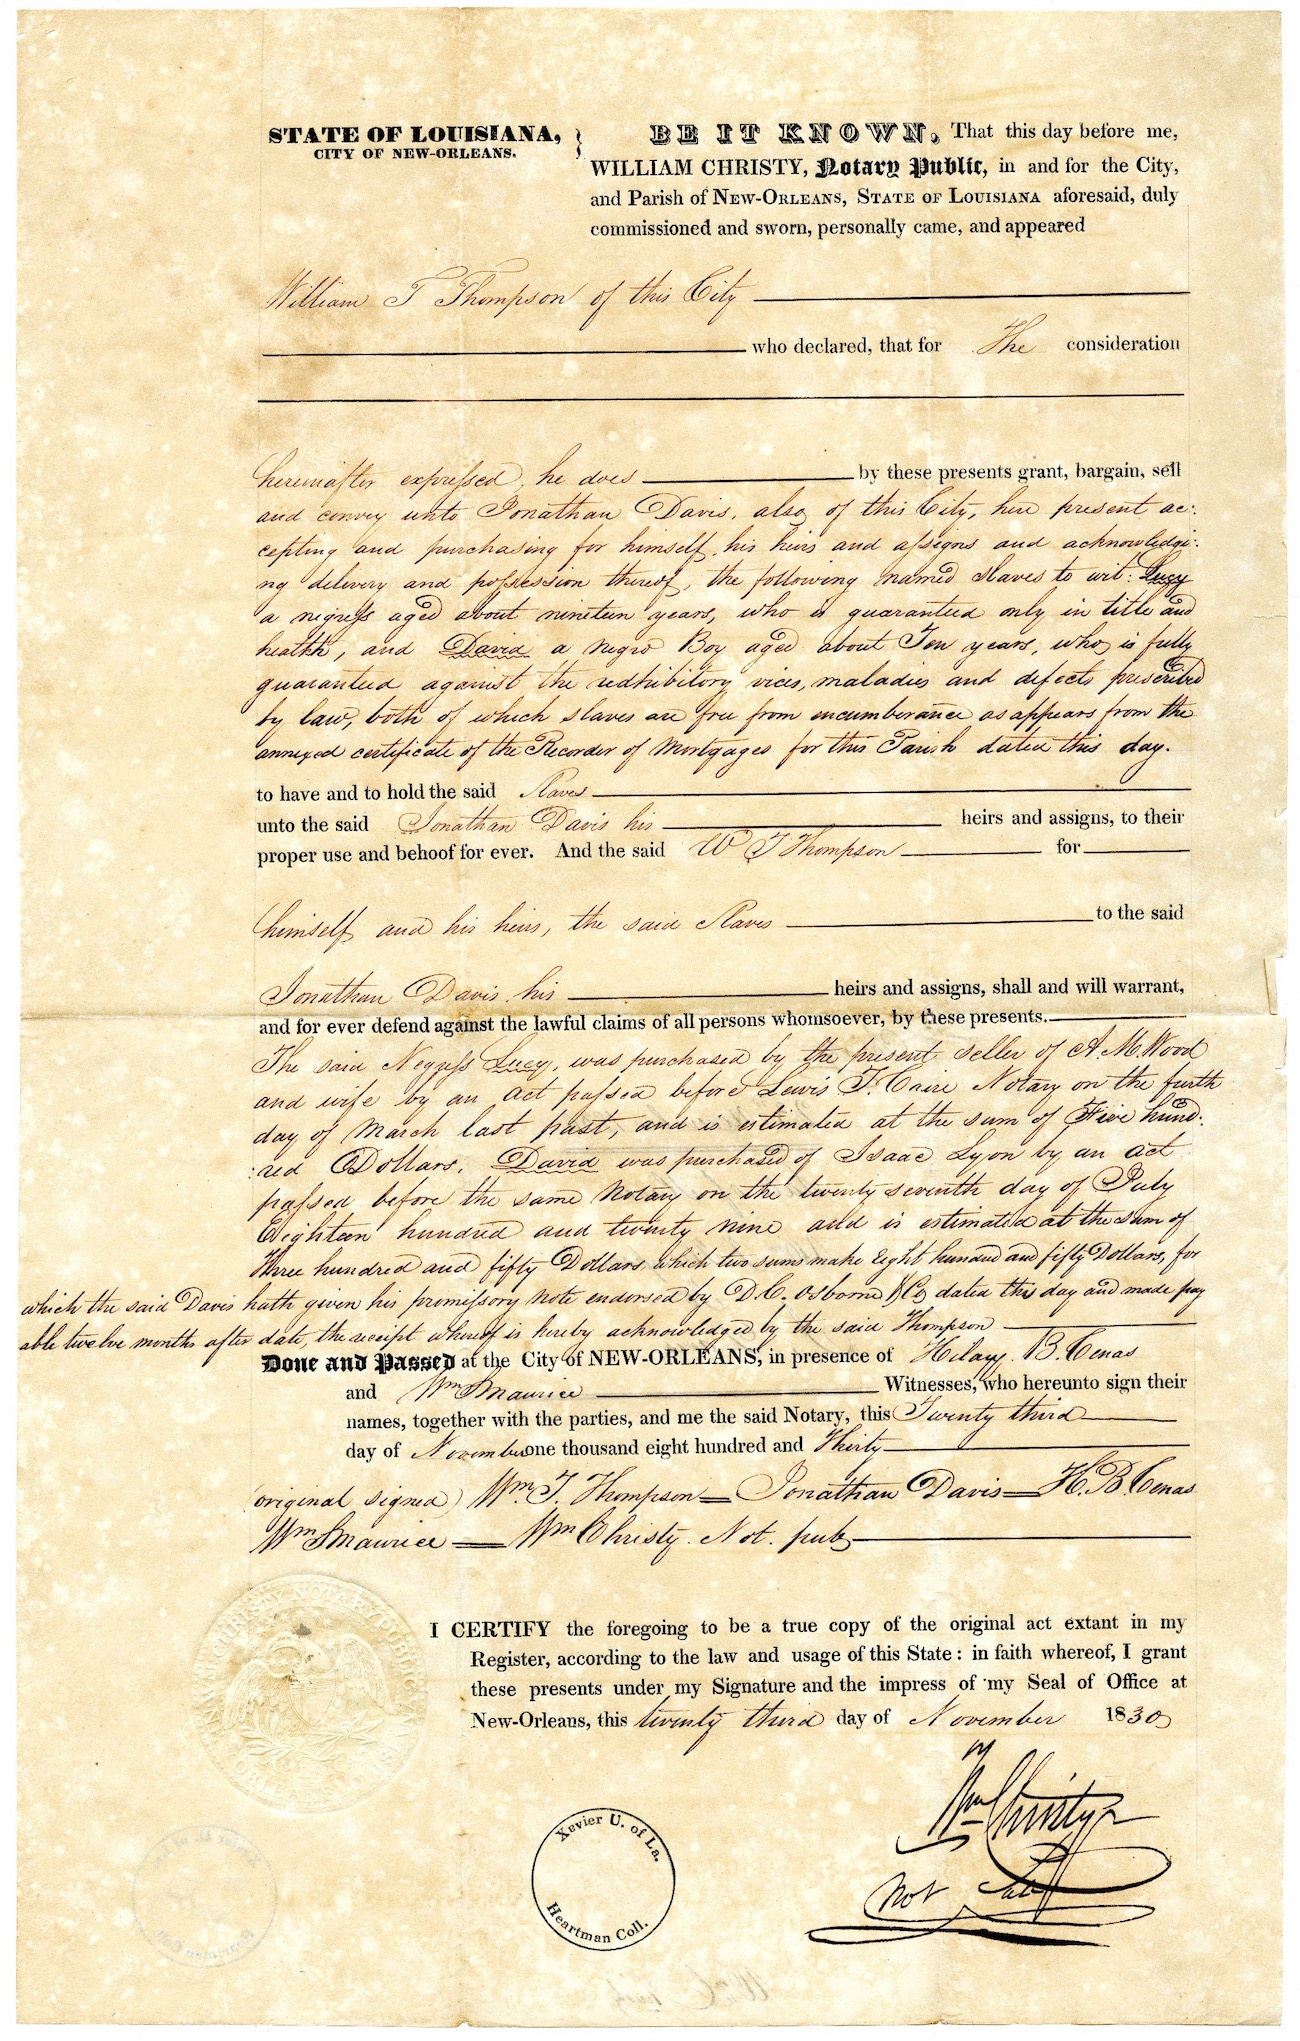 STATE OF LOUISIANA,
CITY OF NEW-ORLEANS.
BE IT KNOWN, That this day before me,
WILLIAM CHRISTY, Notary Public, in and for the City,
and Parish of NEW-ORLEANS, STATE OF LOUISIANA aforesaid, duly
commissioned and sworn, personally came, and appeared
William T Thompson of this City
who declared, that for The consideration
hereinafter expressed, he does by these presents grant, bargain, sell
and convey unto Jonathan Davis, also of this City, here present ac:
cepting and purchasing for himself, his heirs and assigns and acknowledgi:
ng delivery and possession thereof, the following named slaves to wit: Lucy
a negress aged about nineteen years, who is guaranteed only in title and
health, and David a negro Boy aged about Ten years, who is fully
guaranteed against the redhibitory vices, maladies and defects prescribed
by law, both of which slaves are free from encumberance as appears from the
annexed certificate of the Recorder of Mortgages for this Parish dated this day.
to have and to hold the said Slaves
unto the said Jonathan Davis his heirs and assigns, to their
proper use and behoof for ever. And the said W T Thompson for
himself and his heirs, the said Slaves to the said
Jonathan Davis, his heirs and assigns, shall and will warrant,
and for ever defend against the lawful claims of all persons whomsoever, by these presents.
The said Negress Lucy, was purchased by the present seller of A. M. Wood
and wife by an act passed before Lewis T. Caire Notary on the
day of March last past, and is estimated at the sum of Five hund:
:red Dollars. David was purchased of Isaac Lyon by an act
passed before the same Notary on the twenty seventh day of July
Eighteen hundred and twenty nine and is estimated at the sum of
Three hundred and fifty Dollars, which two sums make Eight hundred and fifty Dollars, for
which the said Davis hath given his promissory note endorsed by D. C. Osborne & Co dated this day and made pay
able twelve months after date, the receipt whereof is hereby acknowledged by the said Thompson
Done and Passed at the City of NEW-ORLEANS, in presence of Hilary B. Cenas
and Wm S Maurice Witnesses, who hereunto sign their
names, together with the parties, and me the said Notary, this Twenty third
day of November one thousand eight hundred and Thirty
(original signed) Wm. T. Thompson = Jonathan Davis = H. B. Cenas
Wm S Maurice = Wm Christy. Not. pub
I CERTIFY the foregoing to be a true copy of the original act extant in my
Register, according to the law and usage of this State: in faith whereof, I grant
these presents under my Signature and the impress of my Seal of Office at
New-Orleans, this twenty third day of November 1830
Wm Christy
Not Pub
Xevier U. of La.
Heartman Coll.